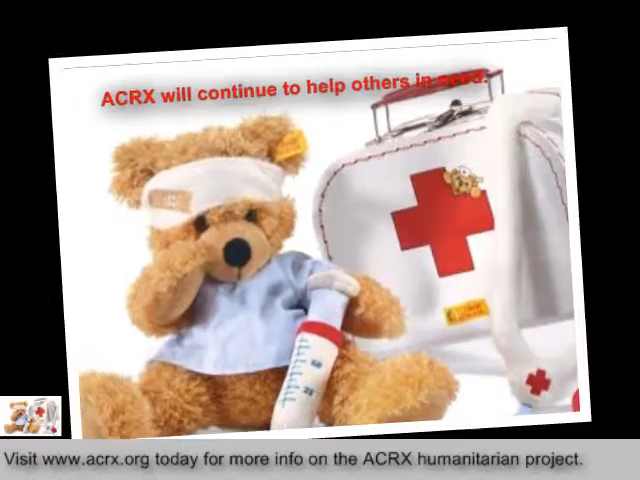 ACRX will continue to help others in need.
Visit www.acrx.org today for more info on the ACRX humanitarian project.